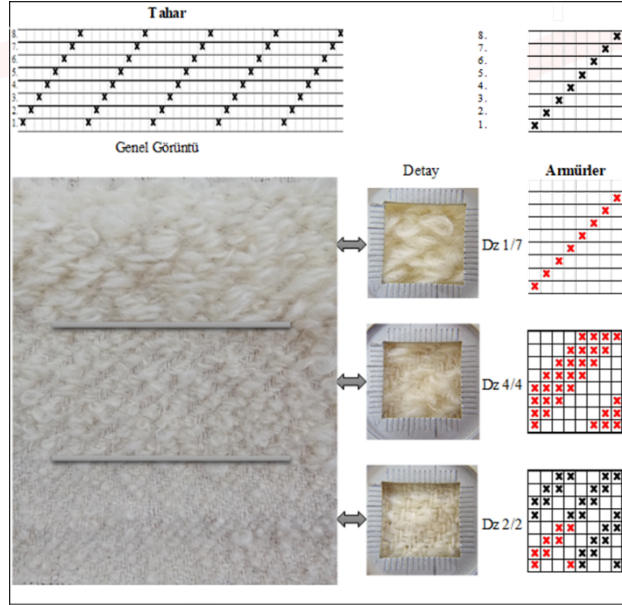 Tahar
8.
7.
6.
5.
4.
3.
2.
1.
8.
7.
6.
5.
4.
3.
2.
1.
Genel Görüntü
Detay
Armürler
Dz 1/7
Dz 4/4
Dz 2/2